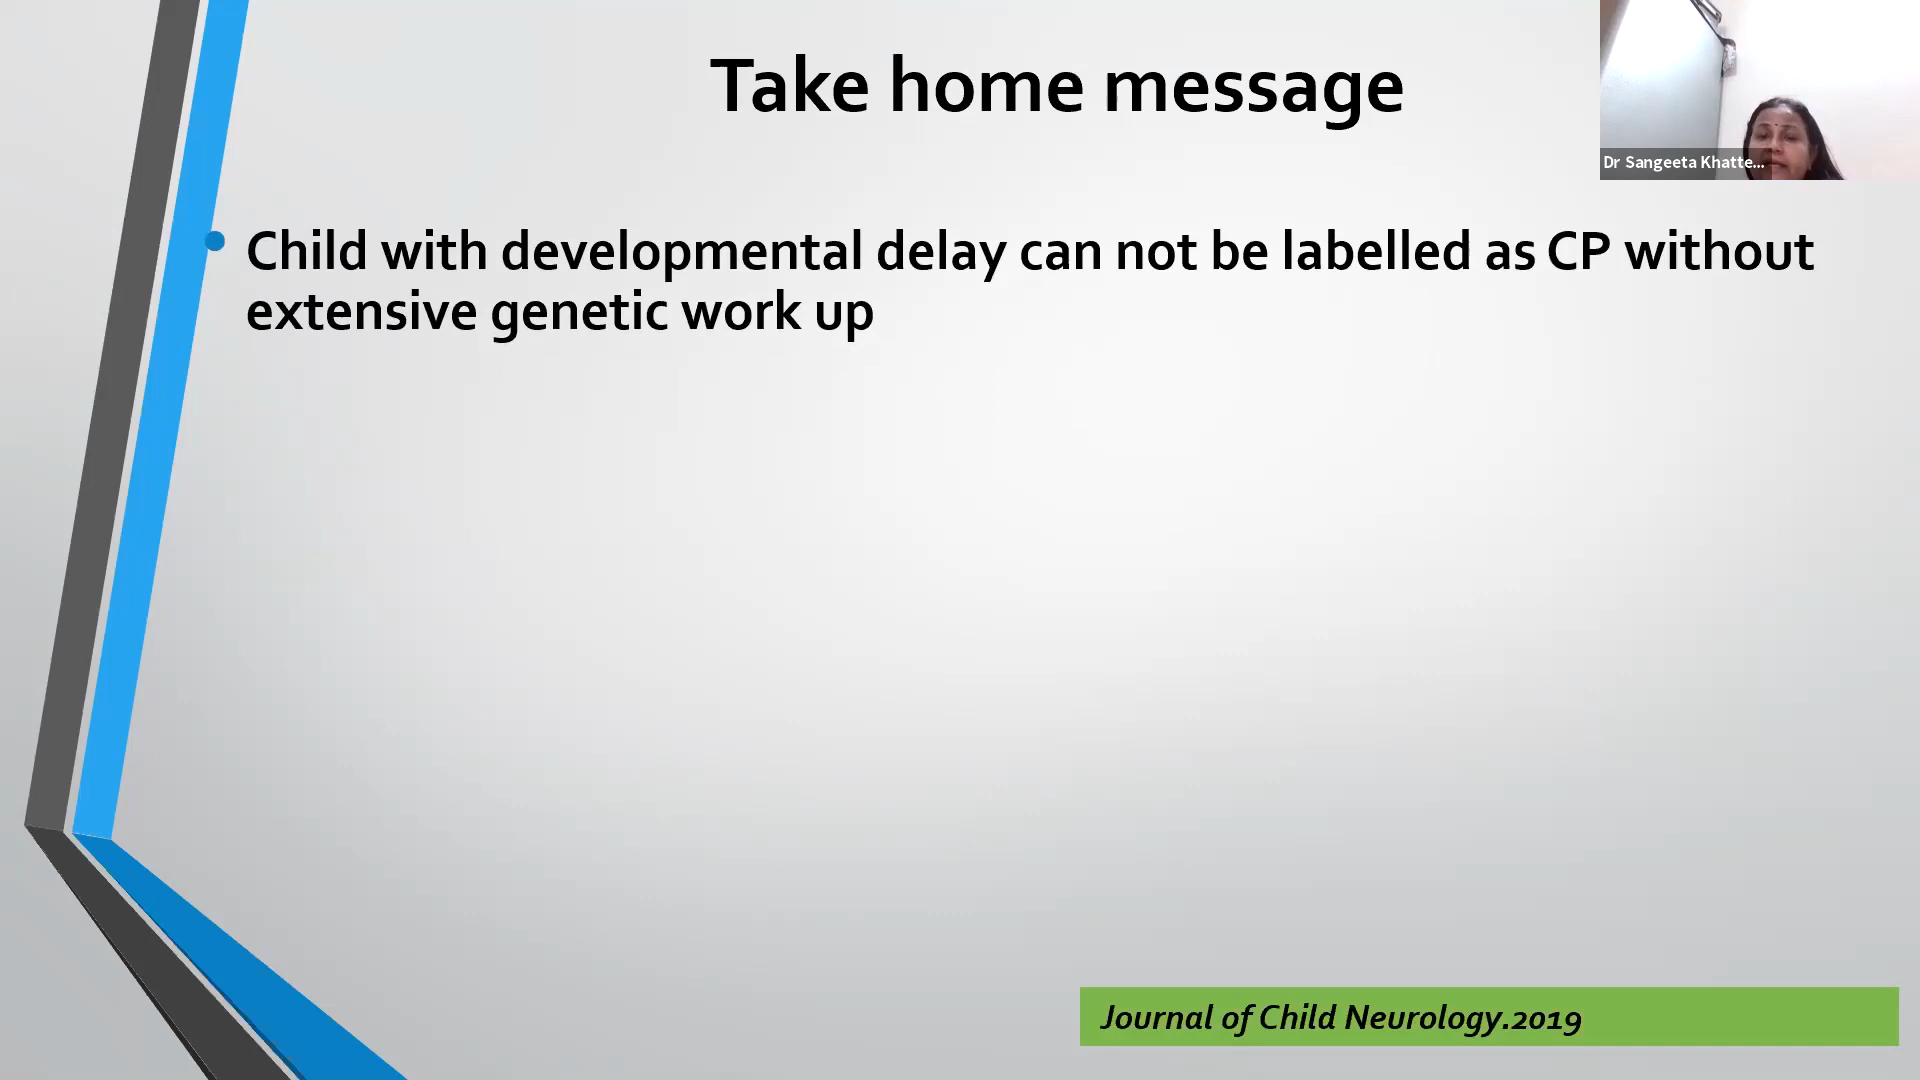 Take home message
Dr Sangeeta Khatte...
• Child with developmental delay can not be labelled as CP without
extensive genetic work up
Journal of Child Neurology.2019